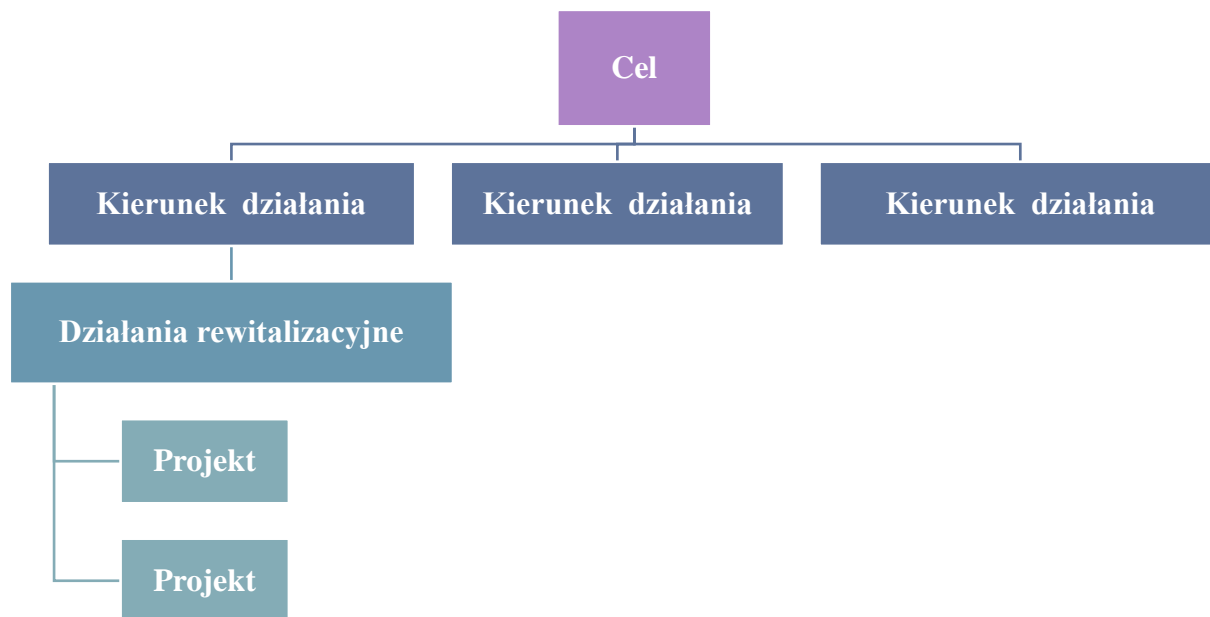 Cel
Kierunek działania
Kierunek działania
Kierunek działania
Działania rewitalizacyjne
Projekt
Projekt